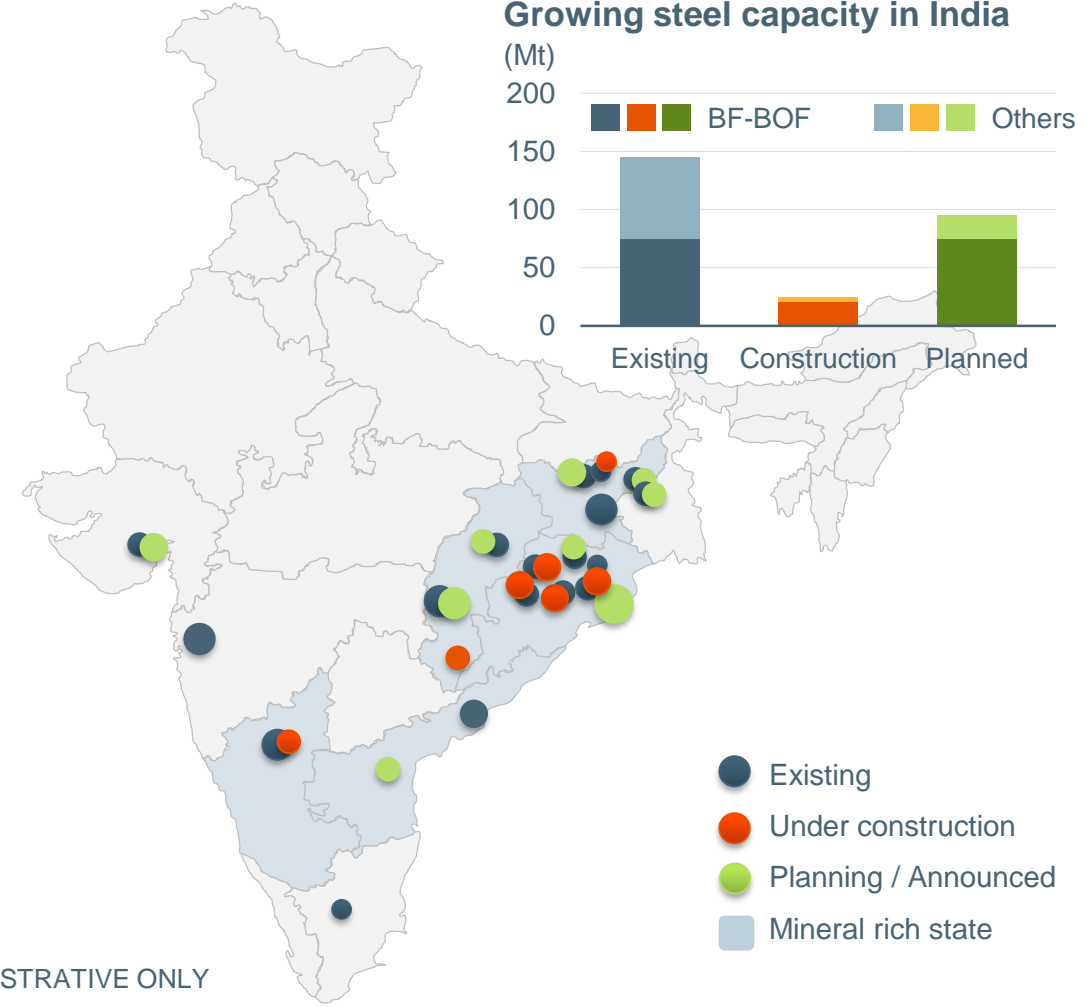 Growing steel capacity in India
(Mt)
200
BF-BOF
Others
150
100
50
0
Existing
Construction
Planned
Existing
Under construction
Planning / Announced
Mineral rich state
STRATIVE ONLY